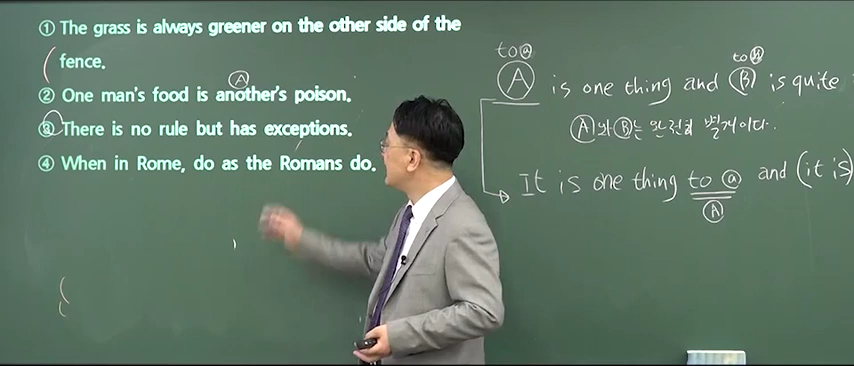 ① The grass is always greener on the other side of the
fence.
Ⓐ
② One man's food is another's poison.
③ There is no rule but has exceptions.
④ When in Rome, do as the Romans do.
to ⓐ
to ⓑ
Ⓐ is one thing and Ⓑ is quite
Ⓐ와 Ⓑ는 완전히 별개이다.
It is one thing to ⓐ and (it is)
Ⓐ